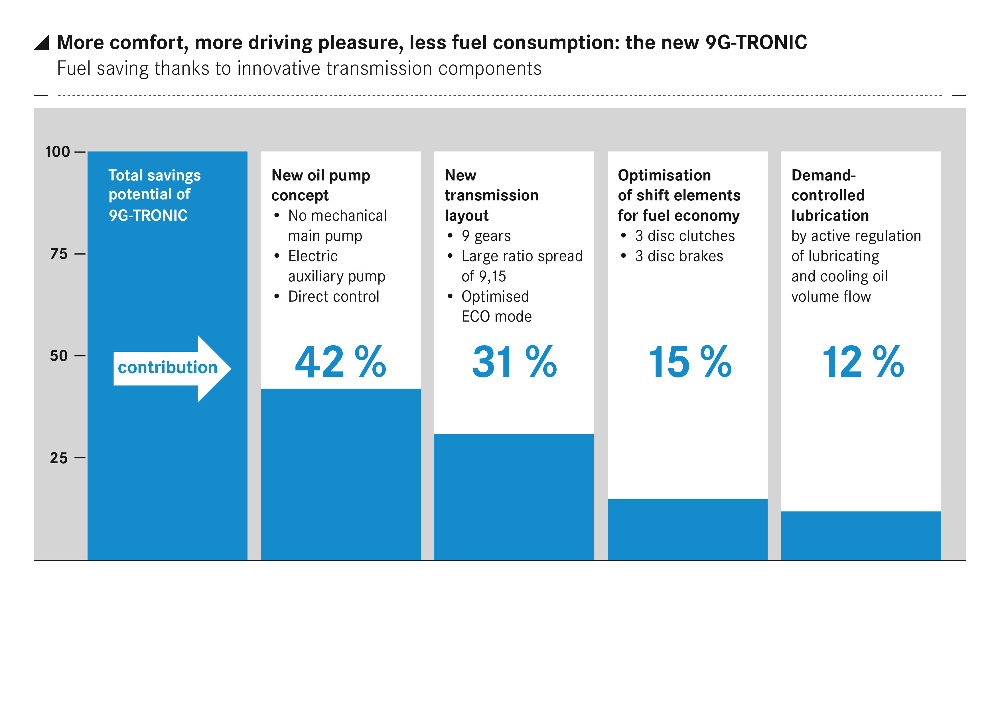 More comfort, more driving pleasure, less fuel consumption: the new 9G-TRONIC
Fuel saving thanks to innovative transmission components
100
75
50
25
Total savings
potential of
9G-TRONIC
contribution
New oil pump
concept
• No mechanical
main pump
• Electric
auxiliary pump
• Direct control
42 %
New
transmission
layout
• 9 gears
• Large ratio spread
of 9,15
• Optimised
ECO mode
31 %
Optimisation
of shift elements
for fuel economy
• 3 disc clutches
• 3 disc brakes
15 %
Demand-
controlled
lubrication
by active regulation
of lubricating
and cooling oil
volume flow
12 %